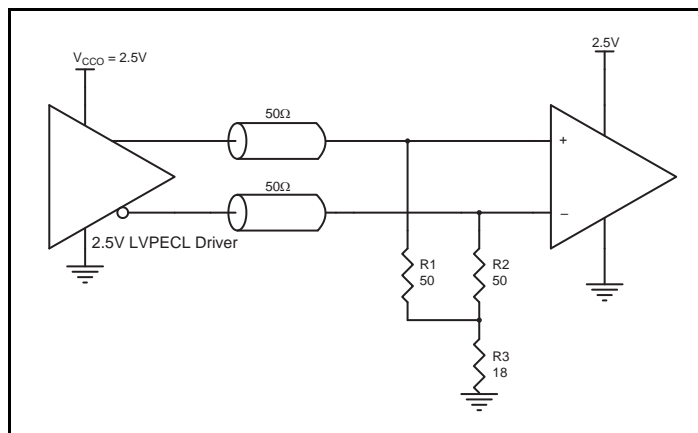 V_CCO = 2.5V
2.5V
50Ω
+
50Ω
−
2.5V LVPECL Driver
R1
50
R2
50
R3
18